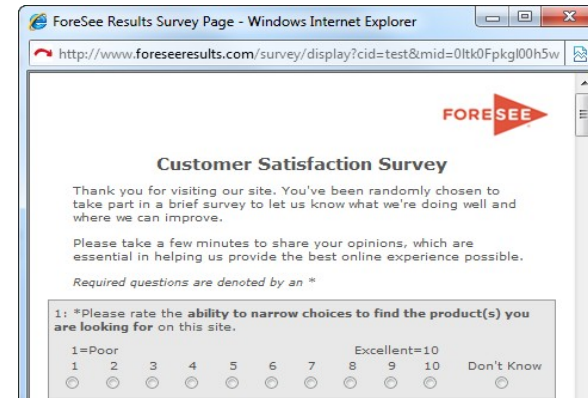 ForeSee Results Survey Page - Windows Internet Explorer
http://www.foreseeresults.com/survey/display?cid=test&mid=0Itk0Fpkgl00h5w
FORESEE
Customer Satisfaction Survey
Thank you for visiting our site. You've been randomly chosen to
take part in a brief survey to let us know what we're doing well and
where we can improve.
Please take a few minutes to share your opinions, which are
essential in helping us provide the best online experience possible.
Required questions are denoted by an *
1: *Please rate the ability to narrow choices to find the product(s) you
are looking for on this site.
1=Poor Excellent=10
1 2 3 4 5 6 7 8 9 10 Don't Know